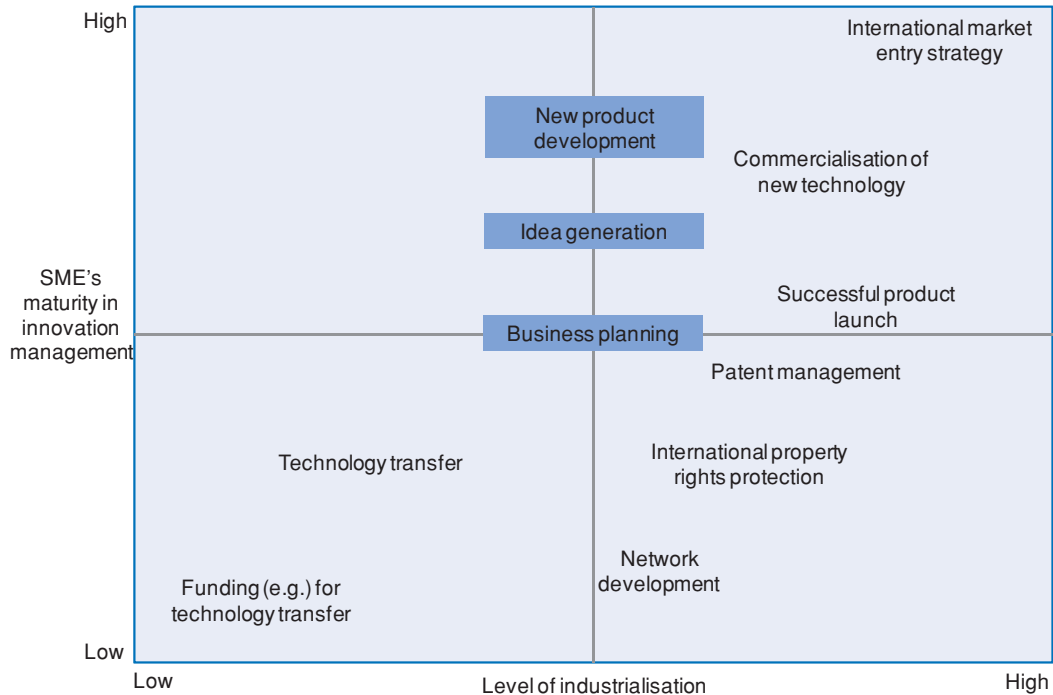 High
International market
entry strategy
New product
development
Commercialisation of
new technology
Idea generation
SME's
maturity in
innovation
management
Successful product
launch
Business planning
Patent management
Technology transfer
International property
rights protection
Network
development
Funding (e.g.) for
technology transfer
Low
Low
Level of industrialisation
High